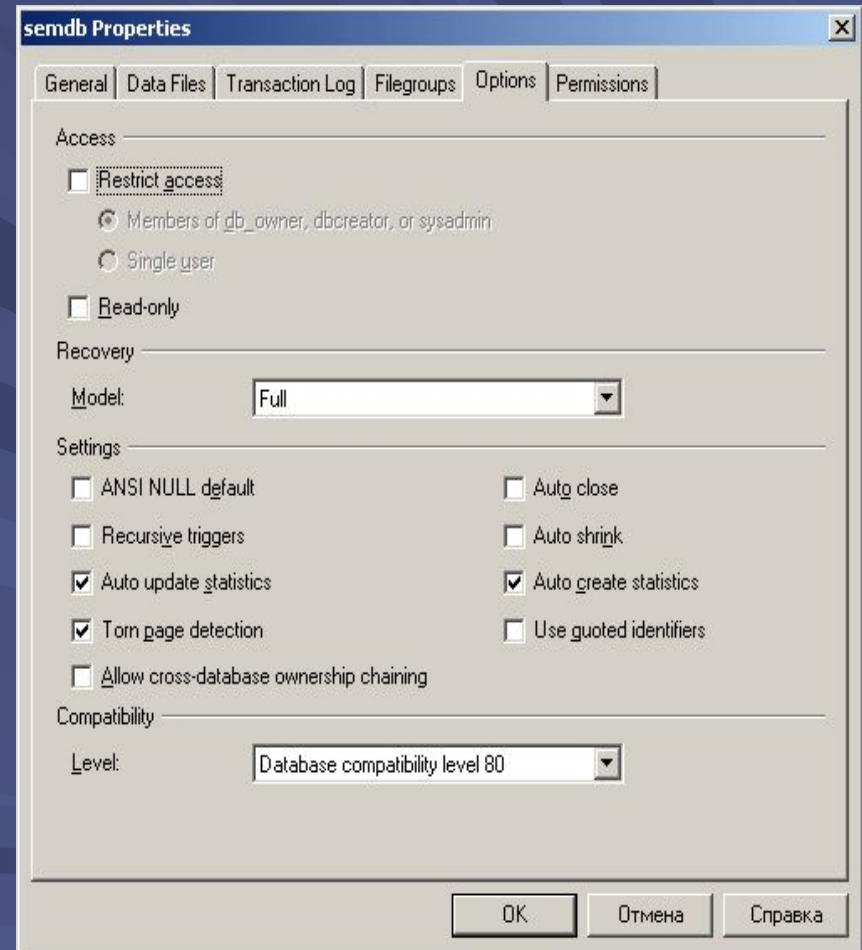 semdb Properties
General Data Files Transaction Log Filegroups Options Permissions
Access
Restrict access
Members of db_owner, dbcreator, or sysadmin
Single user
Read-only
Recovery
Model: Full
Settings
ANSI NULL default Auto close
Recursive triggers Auto shrink
Auto update statistics Auto create statistics
Torn page detection Use quoted identifiers
Allow cross-database ownership chaining
Compatibility
Level: Database compatibility level 80
OK Отмена Справка